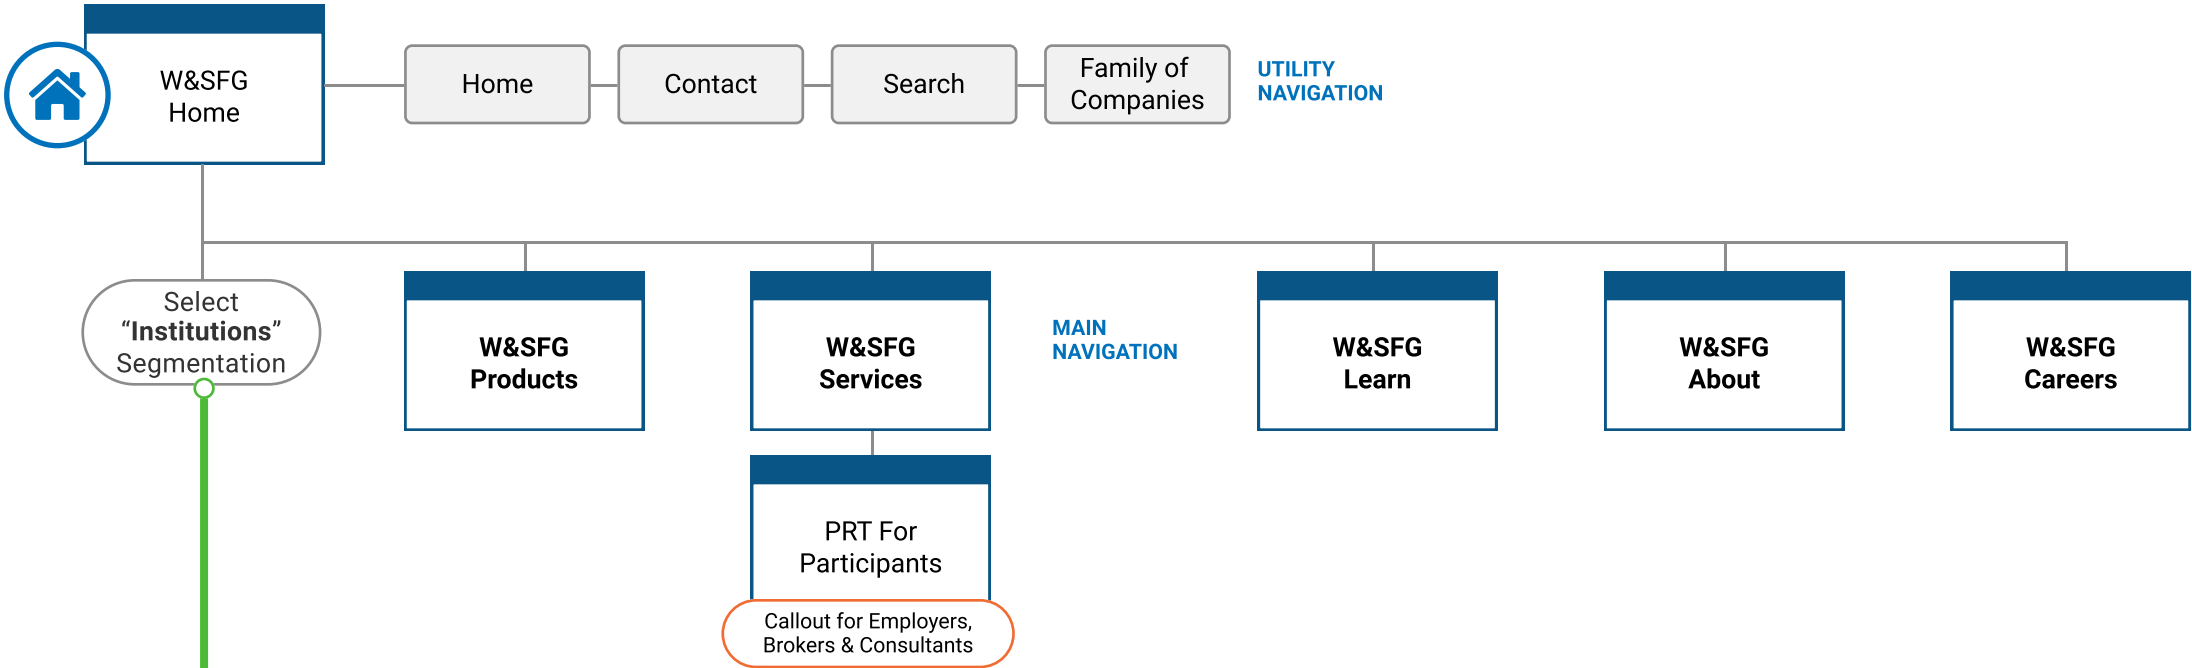 W&SFG
Home
Home
Contact
Search
Family of
Companies
UTILITY
NAVIGATION
Select
“Institutions”
Segmentation
W&SFG
Products
W&SFG
Services
MAIN
NAVIGATION
W&SFG
Learn
W&SFG
About
W&SFG
Careers
PRT For
Participants
Callout for Employers,
Brokers & Consultants